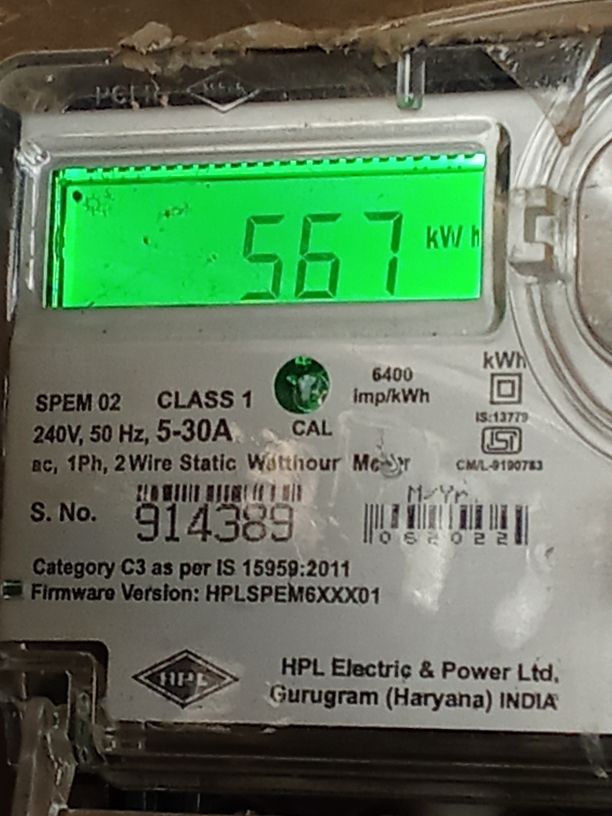 567 kWh
6400
imp/kWh
kWh
SPEM 02 CLASS 1
CAL
IS:13779
240V, 50 Hz, 5-30A
ac, 1Ph, 2 Wire Static Watthour Meter
CM/L-9190783
M/Yr.
S. No. 914389
062022
Category C3 as per IS 15959:2011
Firmware Version: HPLSPEM6XXX01
HPL
HPL Electric & Power Ltd.
Gurugram (Haryana) INDIA